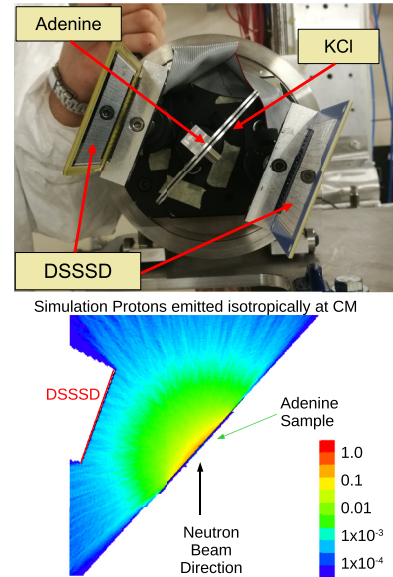 Adenine
KCl
DSSSD
Simulation Protons emitted isotropically at CM
DSSSD
Adenine
Sample
Neutron
Beam
Direction
1.0
0.1
0.01
1x10-3
1x10-4